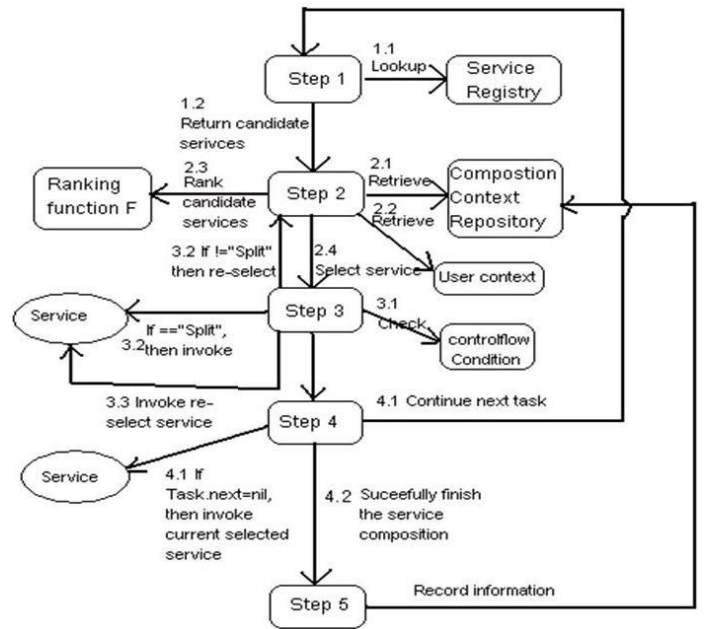 1.1
Lookup
Step 1
Service
Registry
1.2
Return candidate
serivces
2.3
Rank
candidate
services
Ranking
function F
Step 2
2.1
Retrieve
2.2
Retrieve
Compostion
Context
Repository
3.2 If !="Split"
then re-select
2.4
Select service
User context
Service
Step 3
3.1
Check
If =="Split",
3.2 then invoke
controlflow
Condition
3.3 Invoke re-
select service
Step 4
4.1 Continue next task
Service
4.1 If
Task.next=nil,
then invoke
current selected
service
4.2 Suceefully finish
the service
composition
Step 5
Record information